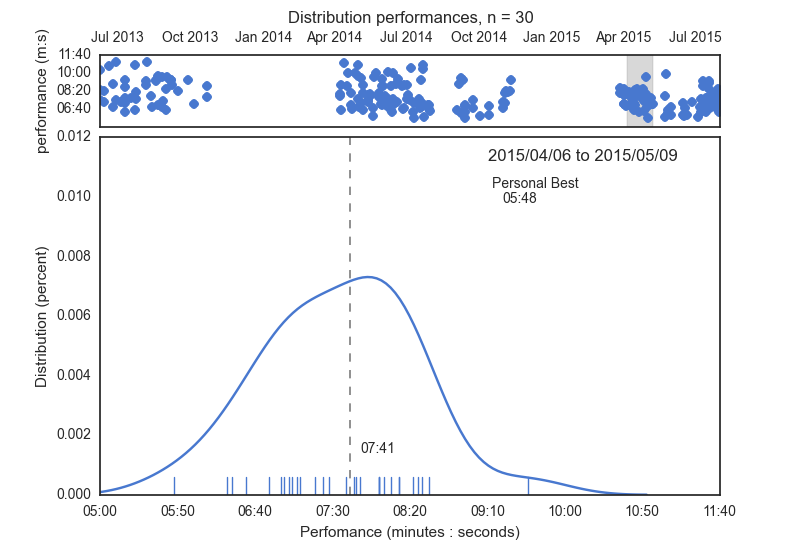 Distribution performances, n = 30
Jul 2013 Oct 2013 Jan 2014 Apr 2014 Jul 2014 Oct 2014 Jan 2015 Apr 2015 Jul 2015
performance (m:s)
11:40
10:00
08:20
06:40
Distribution (percent)
0.012
0.010
0.008
0.006
0.004
0.002
0.000
2015/04/06 to 2015/05/09
Personal Best
05:48
07:41
05:00 05:50 06:40 07:30 08:20 09:10 10:00 10:50 11:40
Perfomance (minutes : seconds)